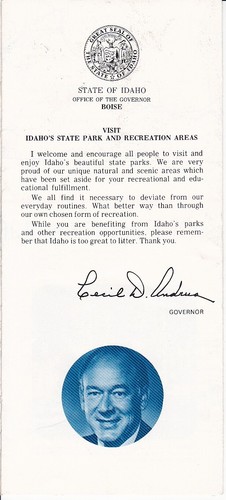 GREAT SEAL OF
THE STATE OF IDAHO
STATE OF IDAHO
OFFICE OF THE GOVERNOR
BOISE
VISIT
IDAHO'S STATE PARK AND RECREATION AREAS
I welcome and encourage all people to visit and
enjoy Idaho's beautiful state parks. We are very
proud of our unique natural and scenic areas which
have been set aside for your recreational and edu-
cational fulfillment.
We all find it necessary to deviate from our
everyday routines. What better way than through
our own chosen form of recreation.
While you are benefiting from Idaho's parks
and other recreation opportunities, please remem-
ber that Idaho is too great to litter. Thank you.
Cecil D. Andrus
GOVERNOR